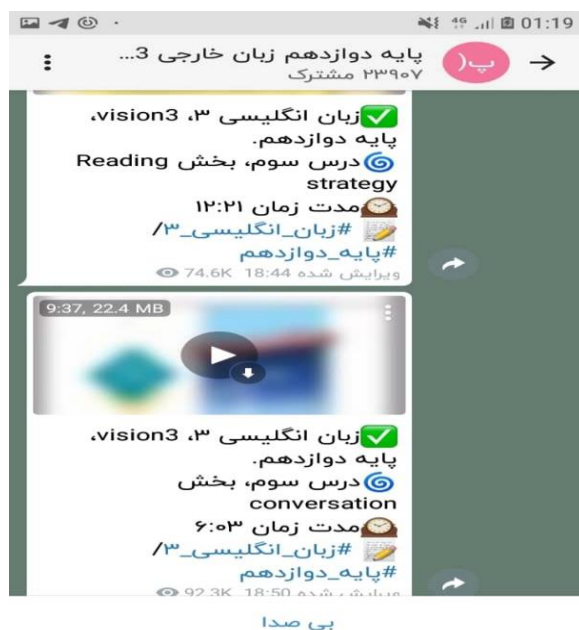 01:19
4G
پایه دوازدهم زبان خارجی 3...
۲۳۹۰۷ مشترک
پ(
✅زبان انگلیسی ۳، vision3،
پایه دوازدهم.
🌀درس سوم، بخش Reading
strategy
🕰مدت زمان ۱۲:۲۱
📝 #زبان_انگلیسی_۳/
#پایه_دوازدهم
ویرایش شده 18:44 74.6K
9:37, 22.4 MB
✅زبان انگلیسی ۳، vision3،
پایه دوازدهم.
🌀درس سوم، بخش
conversation
🕰مدت زمان ۶:۰۳
📝 #زبان_انگلیسی_۳/
#پایه_دوازدهم
ویرایش شده 18:50 92.3K
بی صدا